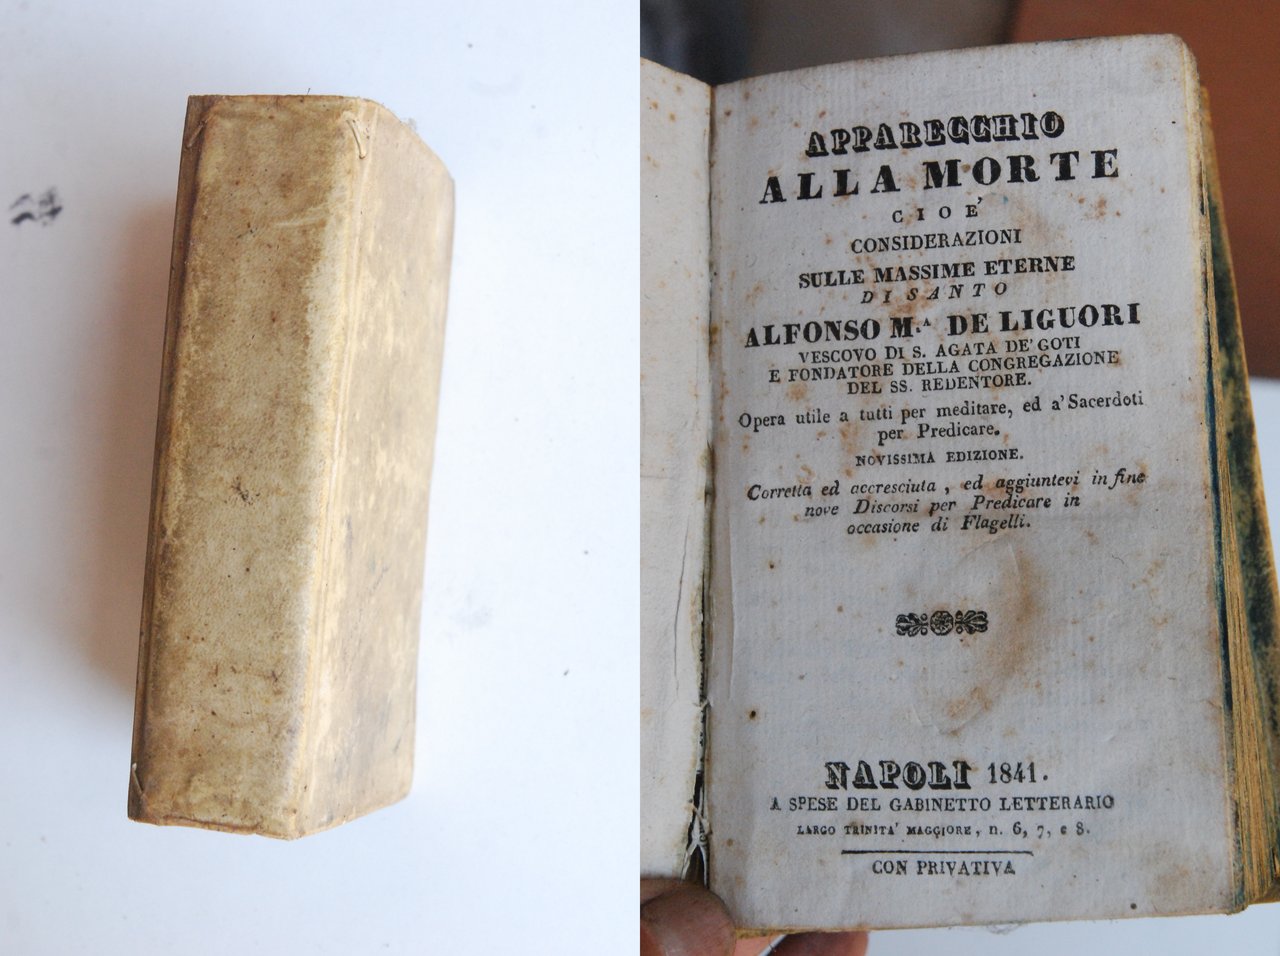 APPARECCHIO
ALLA MORTE
CIOE'
CONSIDERAZIONI
SULLE MASSIME ETERNE
DI SANTO
ALFONSO M.A DE LIGUORI
VESCOVO DI S. AGATA DE' GOTI
E FONDATORE DELLA CONGREGAZIONE
DEL SS. REDENTORE.
Opera utile a tutti per meditare, ed a' Sacerdoti
per Predicare.
NOVISSIMA EDIZIONE.
Corretta ed accresciuta, ed aggiuntevi in fine
nove Discorsi per Predicare in
occasione di Flagelli.
NAPOLI 1841.
A SPESE DEL GABINETTO LETTERARIO
LARGO TRINITA' MAGGIORE, n. 6, 7, e 8.
CON PRIVATIVA